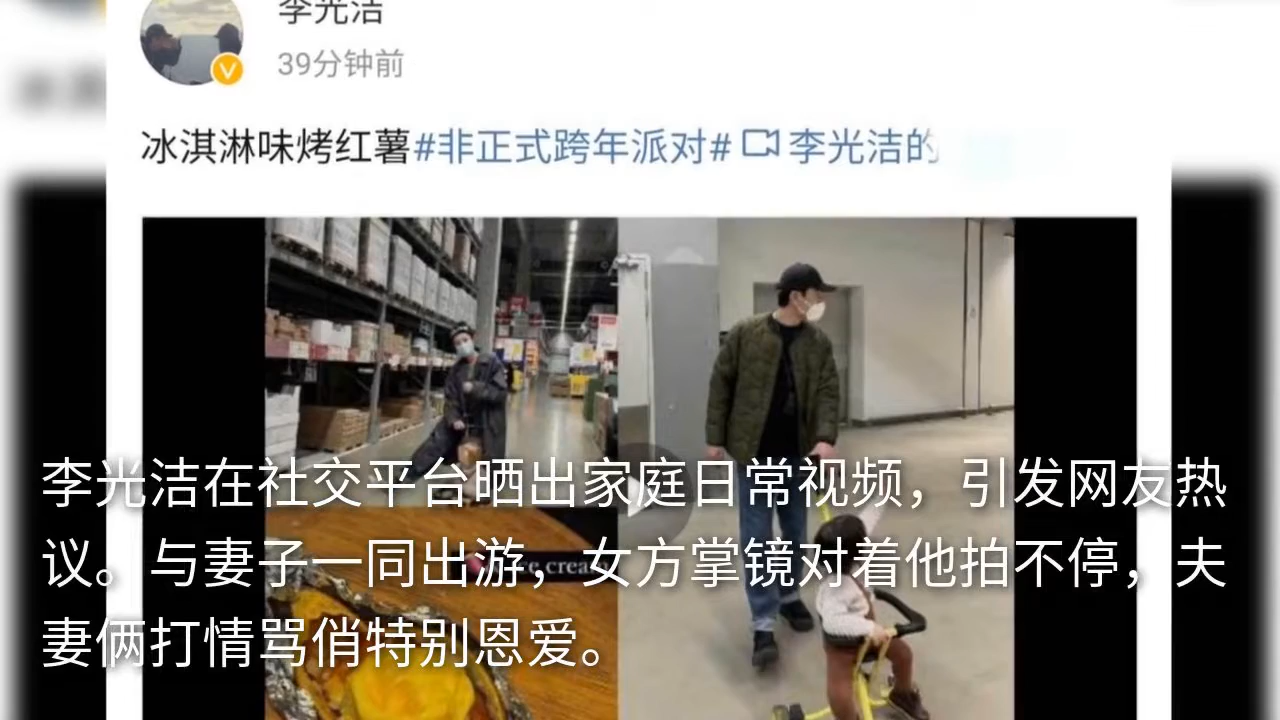 李光洁
39分钟前
冰淇淋味烤红薯#非正式跨年派对# 李光洁的
李光洁在社交平台晒出家庭日常视频，引发网友热
议。与妻子一同出游，女方掌镜对着他拍不停，夫
妻俩打情骂俏特别恩爱。